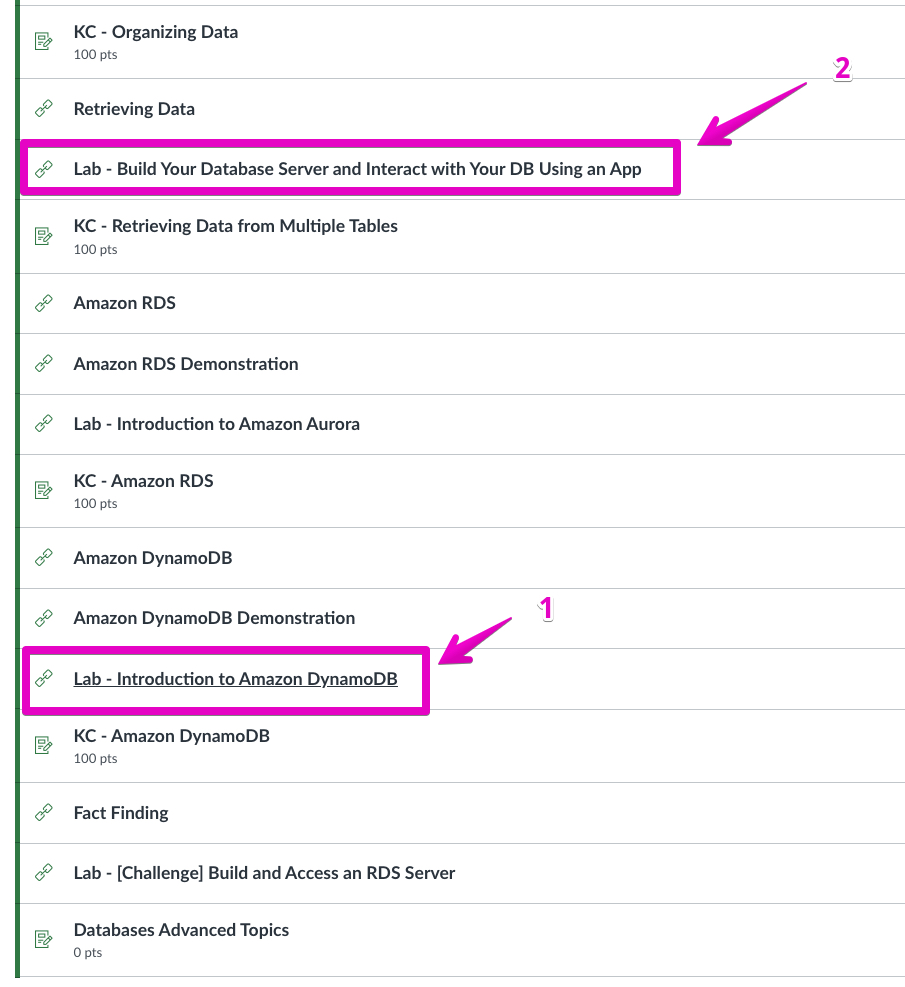 KC - Organizing Data
100 pts
2
Retrieving Data
Lab - Build Your Database Server and Interact with Your DB Using an App
KC - Retrieving Data from Multiple Tables
100 pts
Amazon RDS
Amazon RDS Demonstration
Lab - Introduction to Amazon Aurora
KC - Amazon RDS
100 pts
Amazon DynamoDB
1
Amazon DynamoDB Demonstration
Lab - Introduction to Amazon DynamoDB
KC - Amazon DynamoDB
100 pts
Fact Finding
Lab - [Challenge] Build and Access an RDS Server
Databases Advanced Topics
0 pts